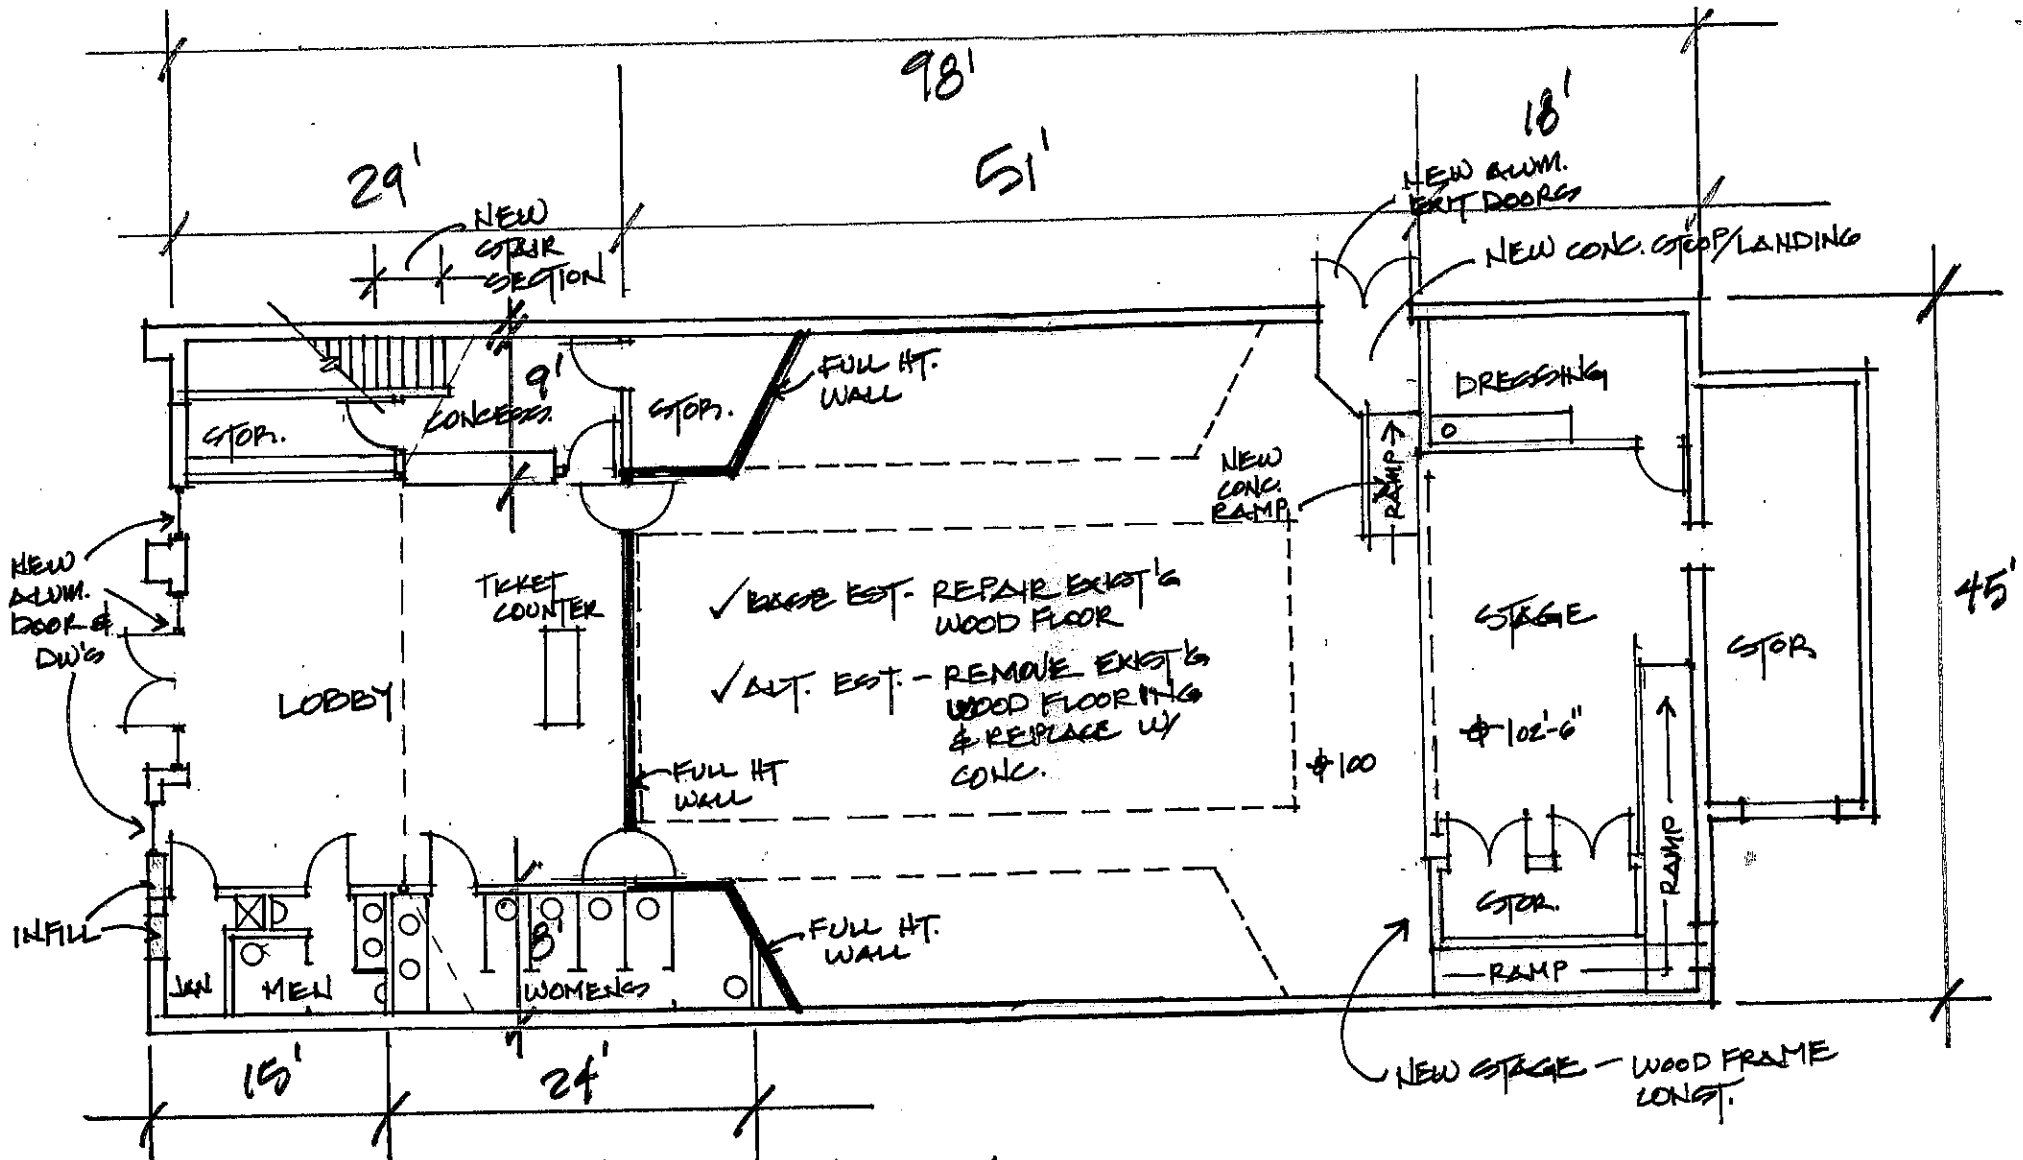 98'
18'
29'
51'
NEW ALUM.
EXIT DOORS
NEW
STAIR
SECTION
NEW CONC. STOOP/LANDING
9'
FULL HT.
WALL
DRESSING
CONCESS.
STOR.
STOR.
RAMP
NEW
CONC.
RAMP
NEW
ALUM.
DOOR &
DW'S
TICKET
COUNTER
✓ BASE EST. - REPAIR EXIST'G
WOOD FLOOR
STAGE
45'
STOR
LOBBY
✓ ALT. EST. - REMOVE EXIST'G
WOOD FLOORING
& REPLACE W/
CONC.
102'-6"
100
FULL HT
WALL
RAMP
INFILL
8'
FULL HT.
WALL
STOR.
JAN
MEN
WOMENS
RAMP
15'
24'
NEW STAGE - WOOD FRAME
CONST.